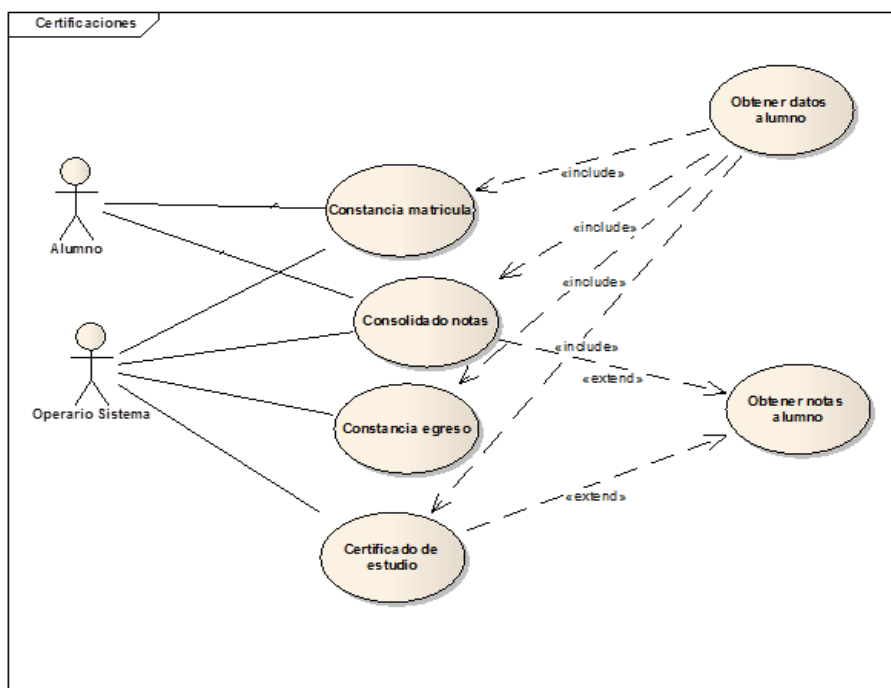 Certificaciones
Obtener datos
alumno
«include»
Constancia matricula
Alumno
«include»
«include»
Consolidado notas
«include»
«extend»
Operario Sistema
Obtener notas
alumno
Constancia egreso
«extend»
Certificado de
estudio